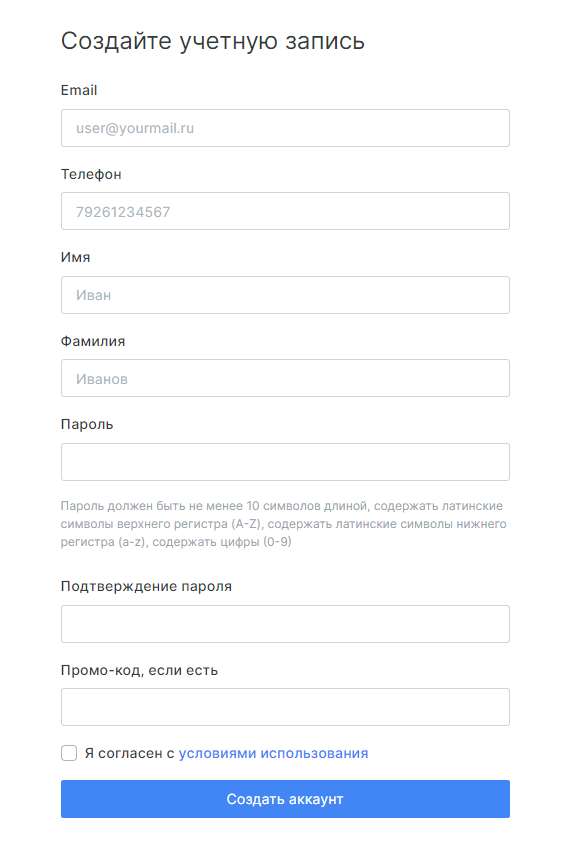 Создайте учетную запись
Email
user@yourmail.ru
Телефон
79261234567
Имя
Иван
Фамилия
Иванов
Пароль
Пароль должен быть не менее 10 символов длиной, содержать латинские
символы верхнего регистра (A-Z), содержать латинские символы нижнего
регистра (a-z), содержать цифры (0-9)
Подтверждение пароля
Промо-код, если есть
Я согласен с условиями использования
Создать аккаунт